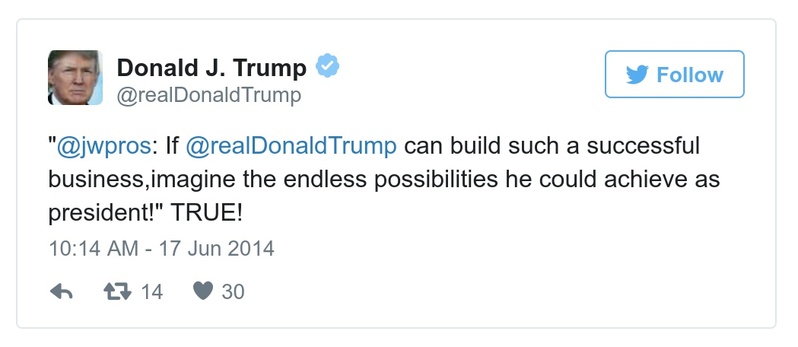 Donald J. Trump
@realDonaldTrump
Follow
"@jwpros: If @realDonaldTrump can build such a successful
business,imagine the endless possibilities he could achieve as
president!" TRUE!
10:14 AM - 17 Jun 2014
14 30